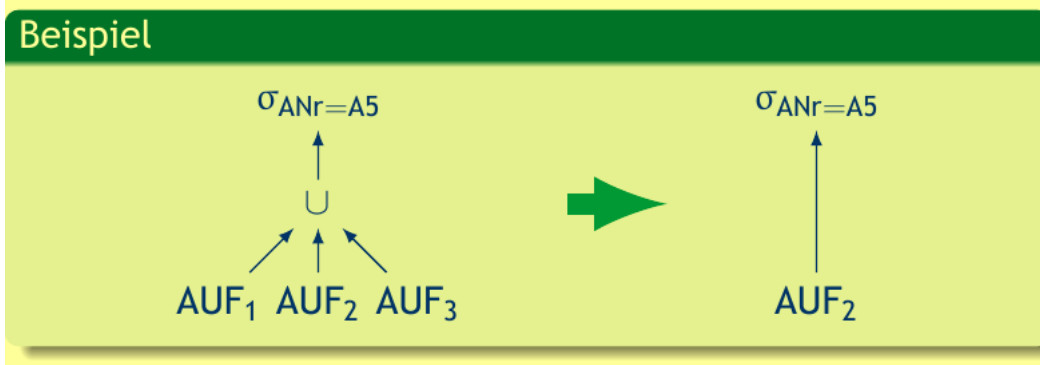 Beispiel
σANr=A5 σANr=A5
∪
AUF1 AUF2 AUF3 AUF2